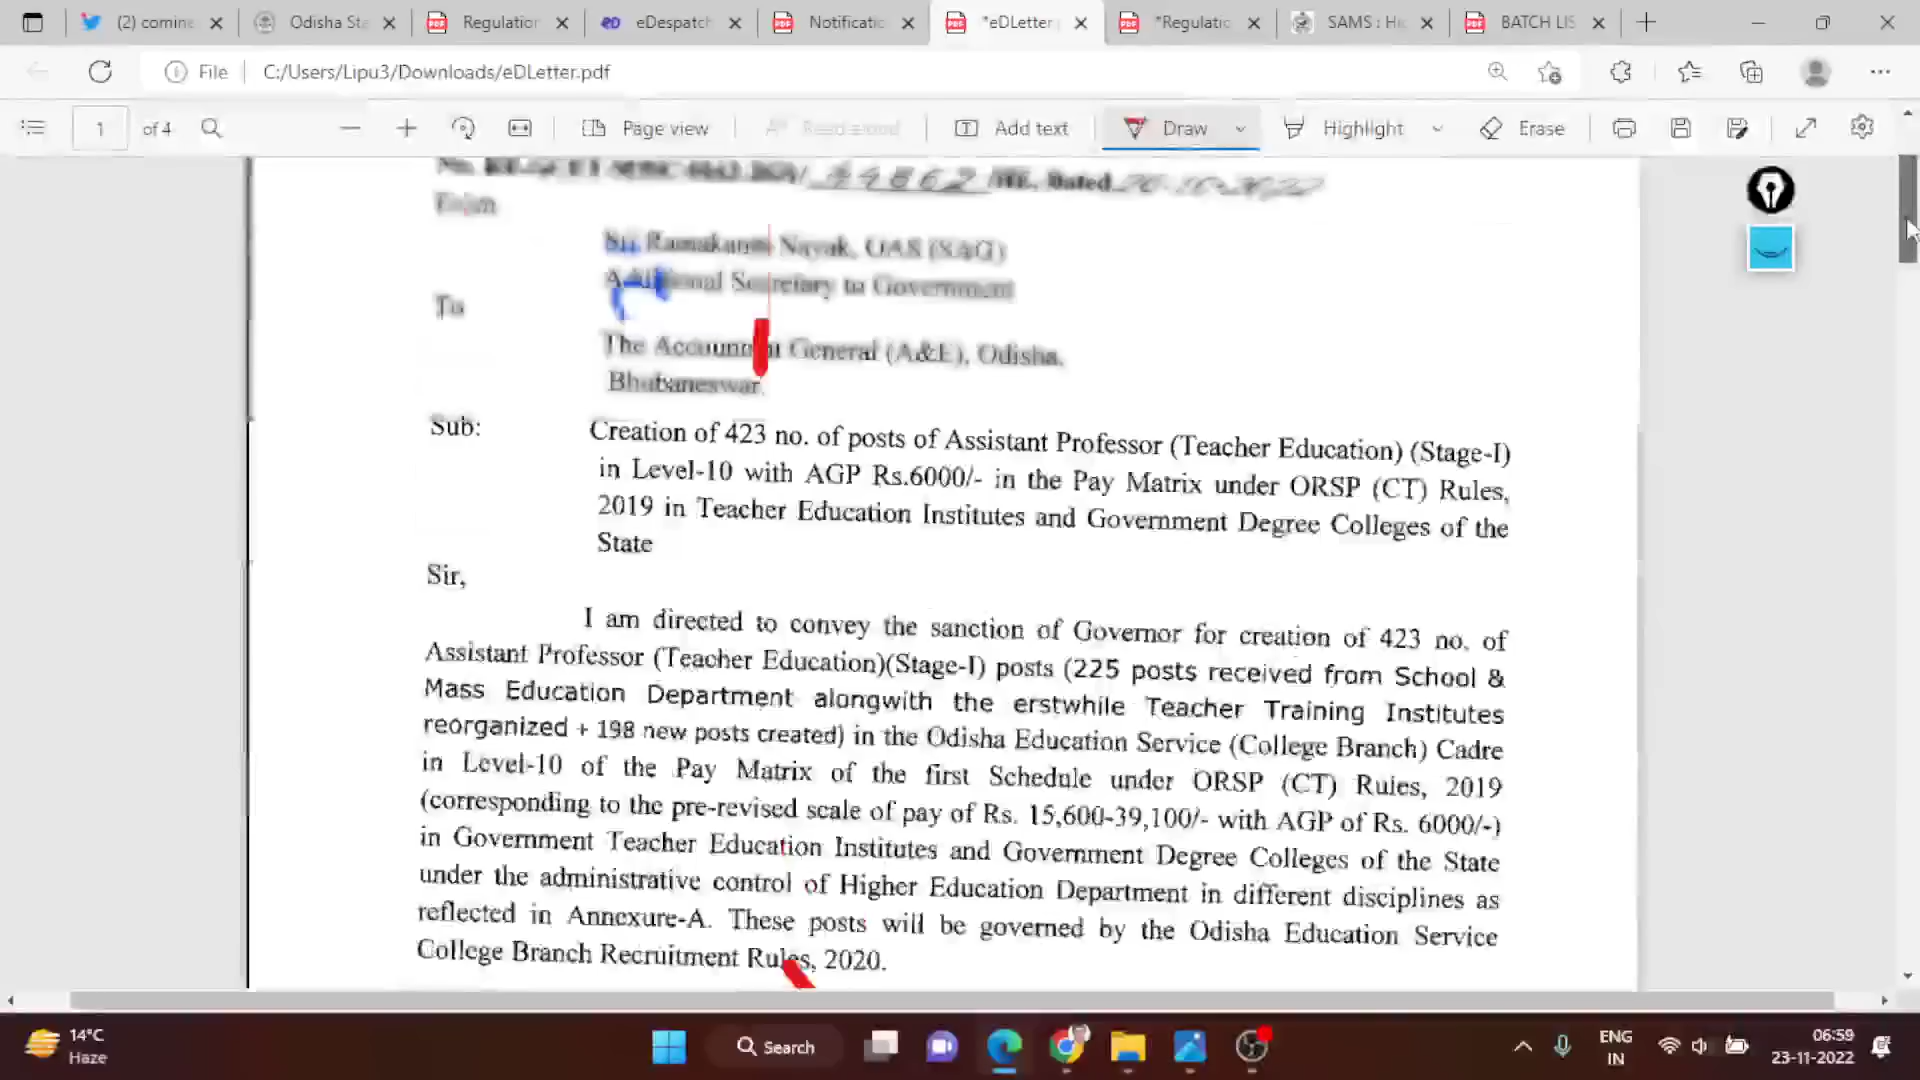 (2) comine
Odisha Sta
Regulation
eDespatch
Notificatio
*eDLetter.p
*Regulatio
SAMS : He
BATCH LIS
File C:/Users/Lipu3/Downloads/eDLetter.pdf
1 of 4 Page view Read aloud Add text Draw Highlight Erase
44862 /HE, Dated 20-10-2022
From
Sri Ramakanta Nayak, OAS (SAG)
Additional Secretary to Government
To
The Accountant General (A&E), Odisha,
Bhubaneswar.
Sub: Creation of 423 no. of posts of Assistant Professor (Teacher Education) (Stage-I)
in Level-10 with AGP Rs.6000/- in the Pay Matrix under ORSP (CT) Rules,
2019 in Teacher Education Institutes and Government Degree Colleges of the
State
Sir,
I am directed to convey the sanction of Governor for creation of 423 no. of
Assistant Professor (Teacher Education)(Stage-I) posts (225 posts received from School &
Mass Education Department alongwith the erstwhile Teacher Training Institutes
reorganized + 198 new posts created) in the Odisha Education Service (College Branch) Cadre
in Level-10 of the Pay Matrix of the first Schedule under ORSP (CT) Rules, 2019
(corresponding to the pre-revised scale of pay of Rs. 15,600-39,100/- with AGP of Rs. 6000/-)
in Government Teacher Education Institutes and Government Degree Colleges of the State
under the administrative control of Higher Education Department in different disciplines as
reflected in Annexure-A. These posts will be governed by the Odisha Education Service
College Branch Recruitment Rules, 2020.
14°C
Haze
Search
ENG
IN
06:59
23-11-2022